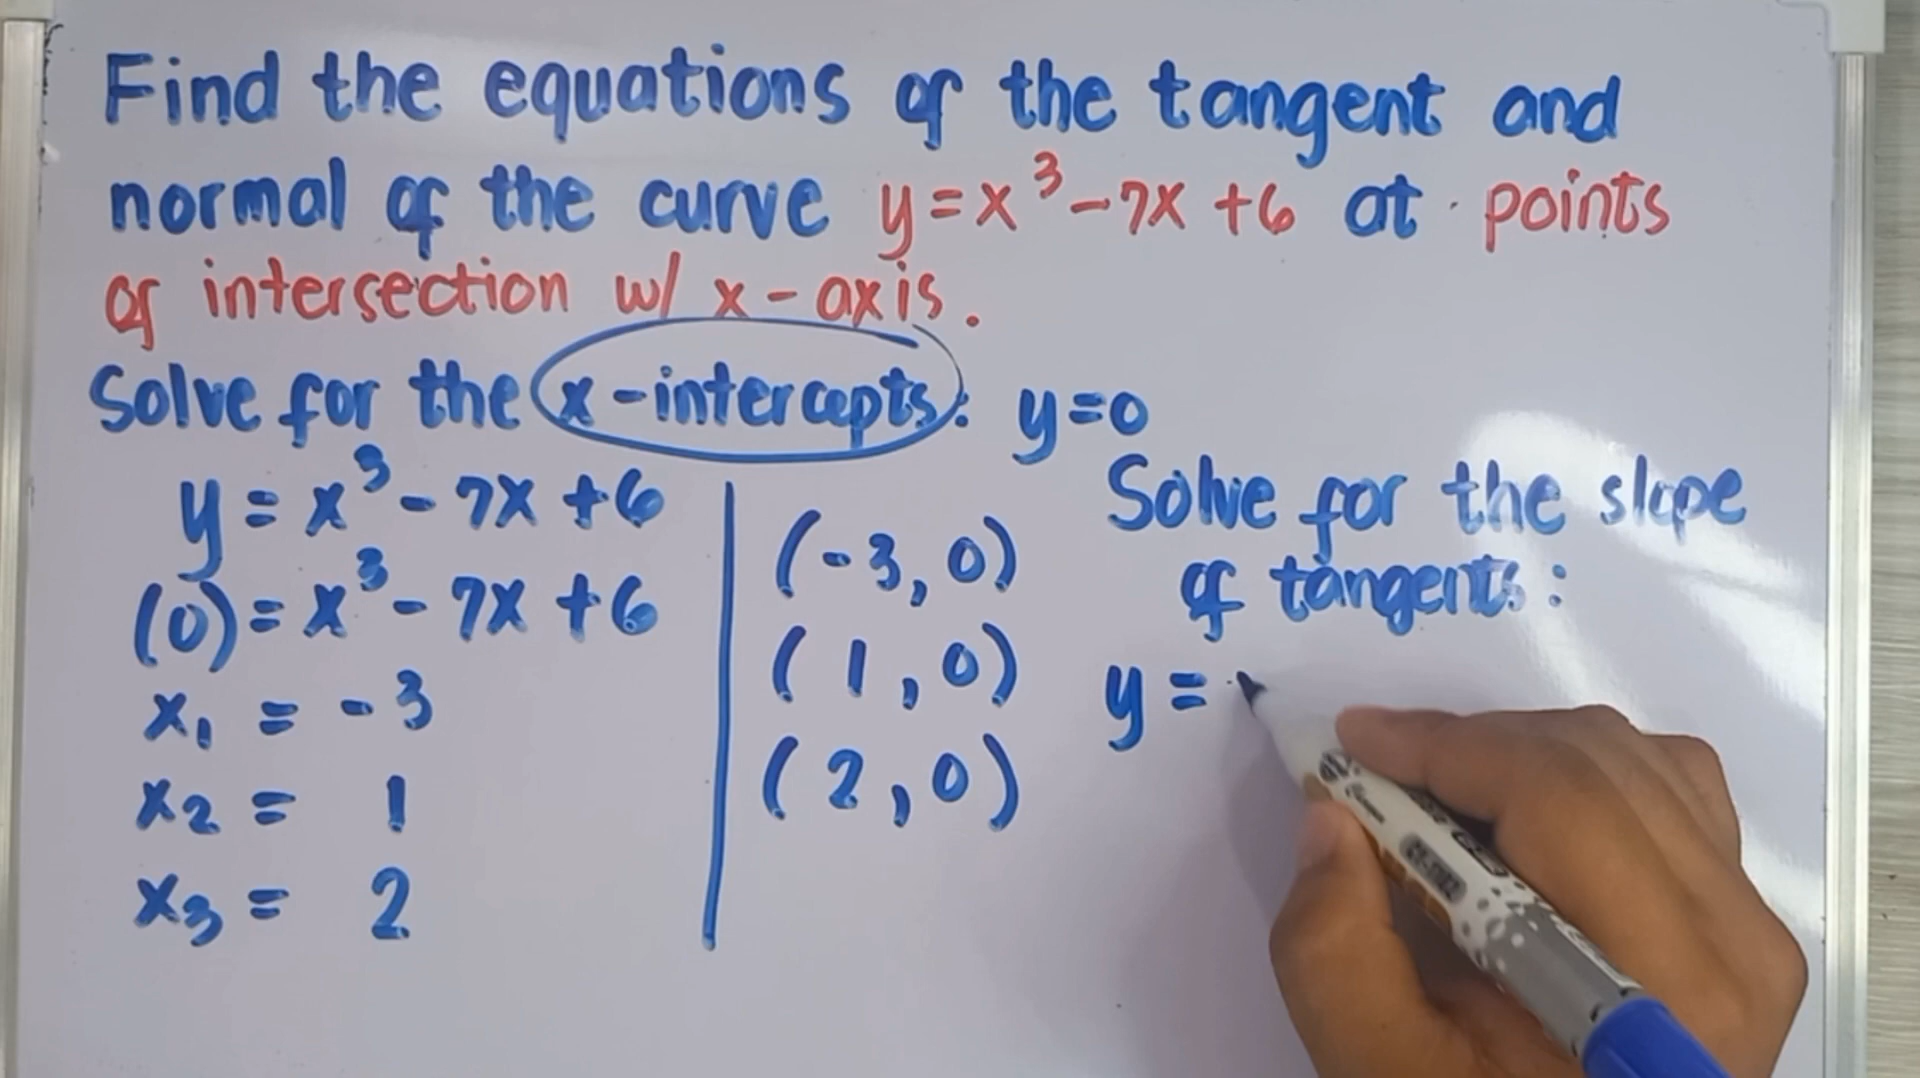 Find the equations of the tangent and
normal of the curve y=x³-7x+6 at points
of intersection w/ x-axis.
Solve for the x-intercepts: y=0
y = x³ - 7x + 6
(0) = x³ - 7x + 6
x₁ = -3
x₂ = 1
x₃ = 2
(-3, 0)
(1, 0)
(2, 0)
Solve for the slope
of tangents:
y =